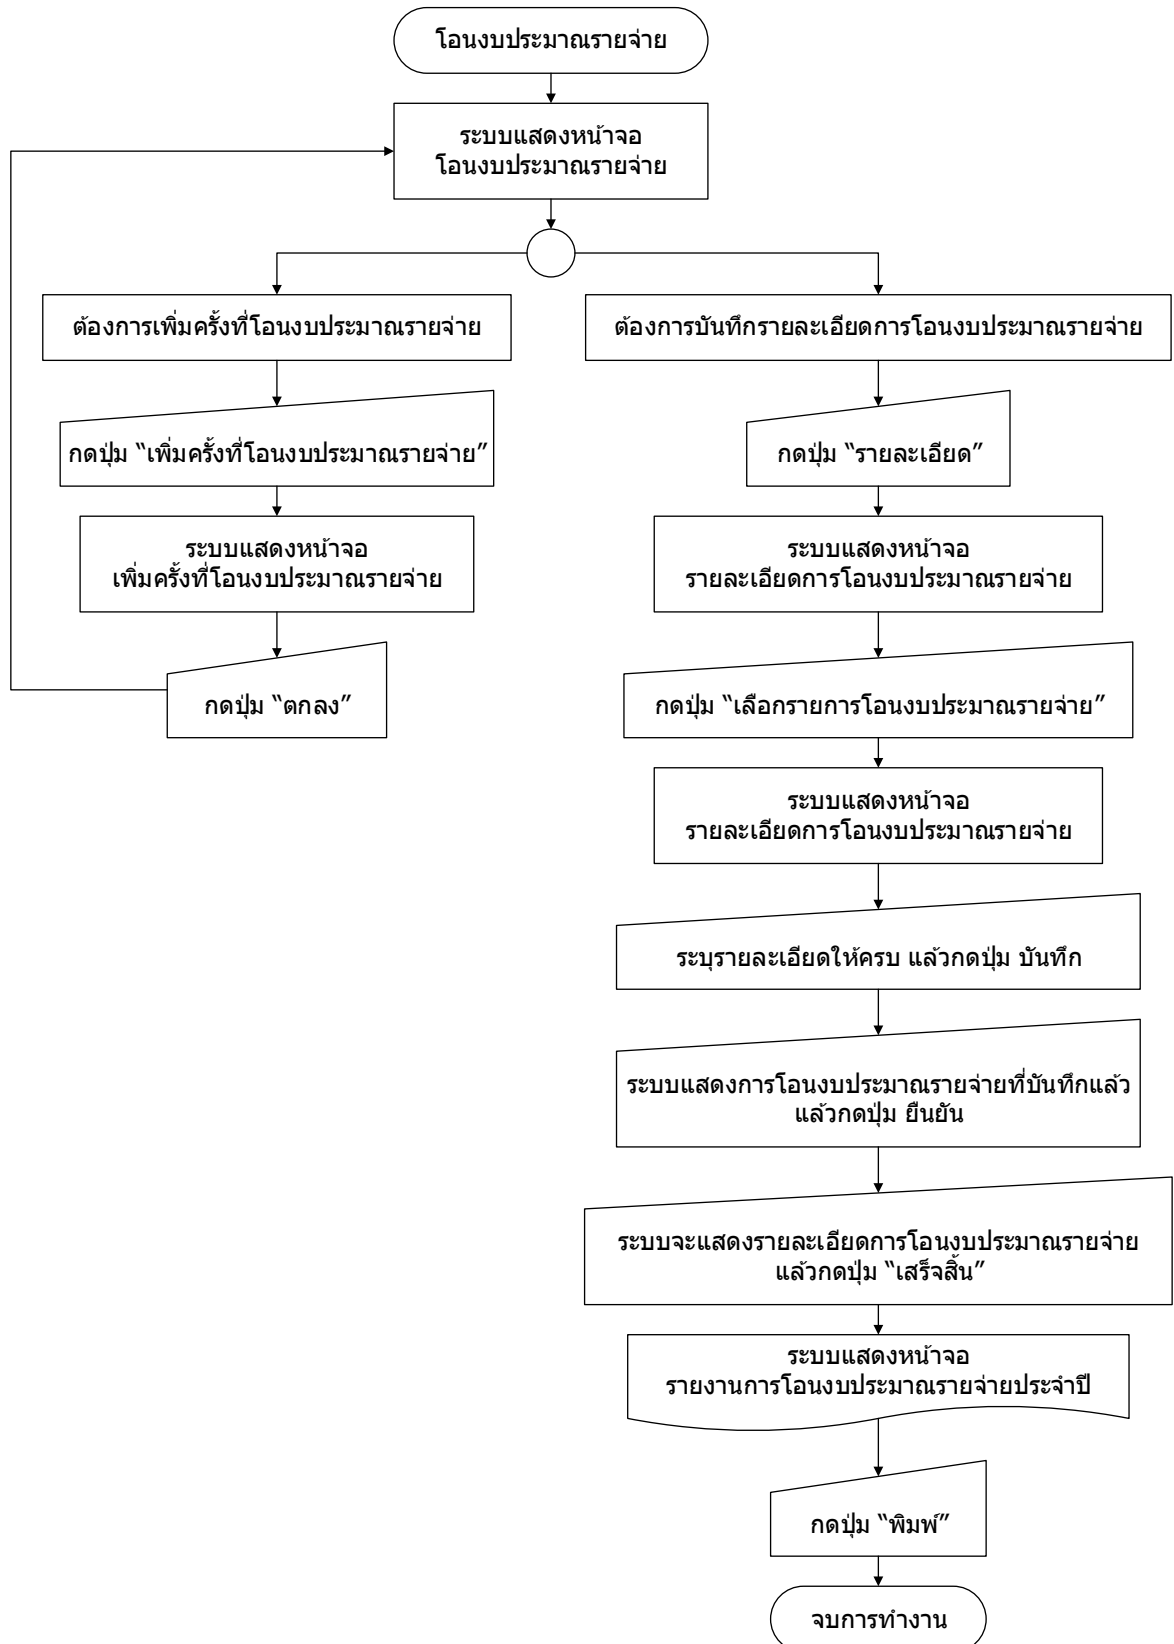 โอนงบประมาณรายจ่าย
ระบบแสดงหน้าจอ
โอนงบประมาณรายจ่าย
ต้องการเพิ่มครั้งที่โอนงบประมาณรายจ่าย
กดปุ่ม “เพิ่มครั้งที่โอนงบประมาณรายจ่าย”
ระบบแสดงหน้าจอ
เพิ่มครั้งที่โอนงบประมาณรายจ่าย
กดปุ่ม “ตกลง”
ต้องการบันทึกรายละเอียดการโอนงบประมาณรายจ่าย
กดปุ่ม “รายละเอียด”
ระบบแสดงหน้าจอ
รายละเอียดการโอนงบประมาณรายจ่าย
กดปุ่ม “เลือกรายการโอนงบประมาณรายจ่าย”
ระบบแสดงหน้าจอ
รายละเอียดการโอนงบประมาณรายจ่าย
ระบุรายละเอียดให้ครบ แล้วกดปุ่ม บันทึก
ระบบแสดงการโอนงบประมาณรายจ่ายที่บันทึกแล้ว
แล้วกดปุ่ม ยืนยัน
ระบบจะแสดงรายละเอียดการโอนงบประมาณรายจ่าย
แล้วกดปุ่ม “เสร็จสิ้น”
ระบบแสดงหน้าจอ
รายงานการโอนงบประมาณรายจ่ายประจำปี
กดปุ่ม “พิมพ์”
จบการทำงาน